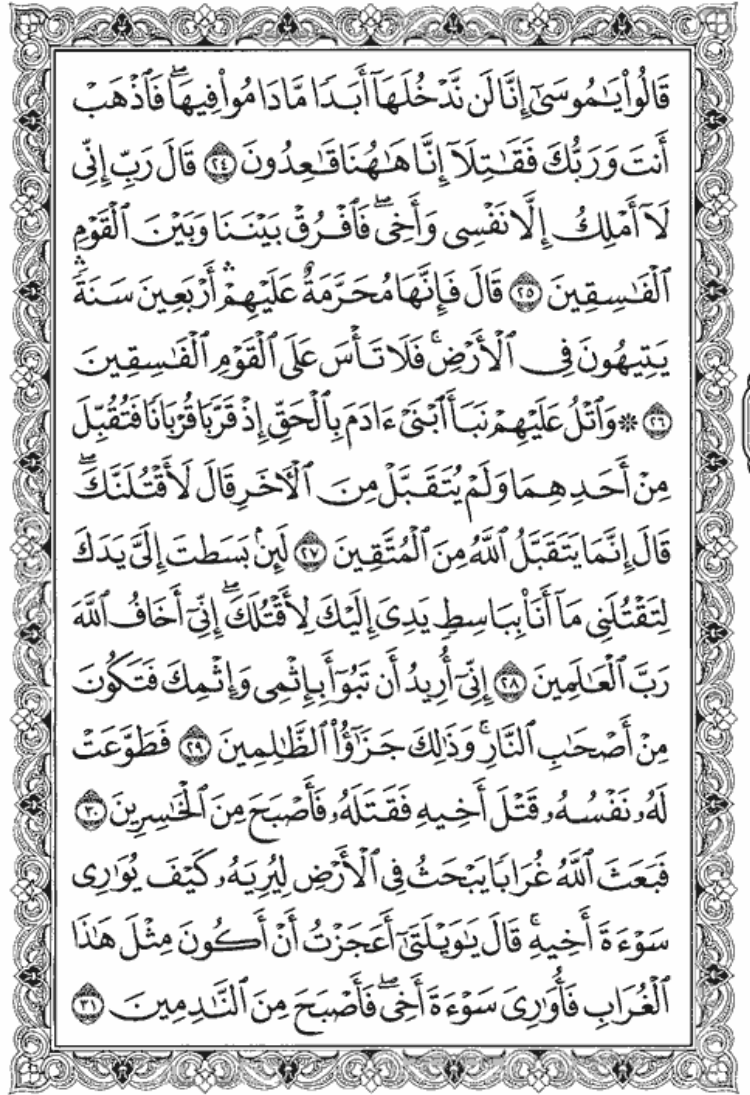 قَالُواْ يَٰمُوسَىٰٓ إِنَّا لَن نَّدۡخُلَهَآ أَبَدٗا مَّا دَامُواْ فِيهَا فَٱذۡهَبۡ
أَنتَ وَرَبُّكَ فَقَٰتِلَآ إِنَّا هَٰهُنَا قَٰعِدُونَ ٢٤ قَالَ رَبِّ إِنِّي
لَآ أَمۡلِكُ إِلَّا نَفۡسِي وَأَخِيۖ فَٱفۡرُقۡ بَيۡنَنَا وَبَيۡنَ ٱلۡقَوۡمِ
ٱلۡفَٰسِقِينَ ٢٥ قَالَ فَإِنَّهَا مُحَرَّمَةٌ عَلَيۡهِمۡۛ أَرۡبَعِينَ سَنَةٗۛ
يَتِيهُونَ فِي ٱلۡأَرۡضِۚ فَلَا تَأۡسَ عَلَى ٱلۡقَوۡمِ ٱلۡفَٰسِقِينَ
٢٦ ۞ وَٱتۡلُ عَلَيۡهِمۡ نَبَأَ ٱبۡنَيۡ ءَادَمَ بِٱلۡحَقِّ إِذۡ قَرَّبَا قُرۡبَانٗا فَتُقُبِّلَ
مِنۡ أَحَدِهِمَا وَلَمۡ يُتَقَبَّلۡ مِنَ ٱلۡأٓخَرِ قَالَ لَأَقۡتُلَنَّكَۖ
قَالَ إِنَّمَا يَتَقَبَّلُ ٱللَّهُ مِنَ ٱلۡمُتَّقِينَ ٢٧ لَئِنۢ بَسَطتَ إِلَيَّ يَدَكَ
لِتَقۡتُلَنِي مَآ أَنَا۠ بِبَاسِطٖ يَدِيَ إِلَيۡكَ لِأَقۡتُلَكَۖ إِنِّيٓ أَخَافُ ٱللَّهَ
رَبَّ ٱلۡعَٰلَمِينَ ٢٨ إِنِّيٓ أُرِيدُ أَن تَبُوٓأَ بِإِثۡمِي وَإِثۡمِكَ فَتَكُونَ
مِنۡ أَصۡحَٰبِ ٱلنَّارِۚ وَذَٰلِكَ جَزَٰٓؤُاْ ٱلظَّٰلِمِينَ ٢٩ فَطَوَّعَتۡ
لَهُۥ نَفۡسُهُۥ قَتۡلَ أَخِيهِ فَقَتَلَهُۥ فَأَصۡبَحَ مِنَ ٱلۡخَٰسِرِينَ ٣٠
فَبَعَثَ ٱللَّهُ غُرَابٗا يَبۡحَثُ فِي ٱلۡأَرۡضِ لِيُرِيَهُۥ كَيۡفَ يُوَٰرِي
سَوۡءَةَ أَخِيهِۚ قَالَ يَٰوَيۡلَتَىٰٓ أَعَجَزۡتُ أَنۡ أَكُونَ مِثۡلَ هَٰذَا
ٱلۡغُرَابِ فَأُوَٰرِيَ سَوۡءَةَ أَخِيۖ فَأَصۡبَحَ مِنَ ٱلنَّٰدِمِينَ ٣١